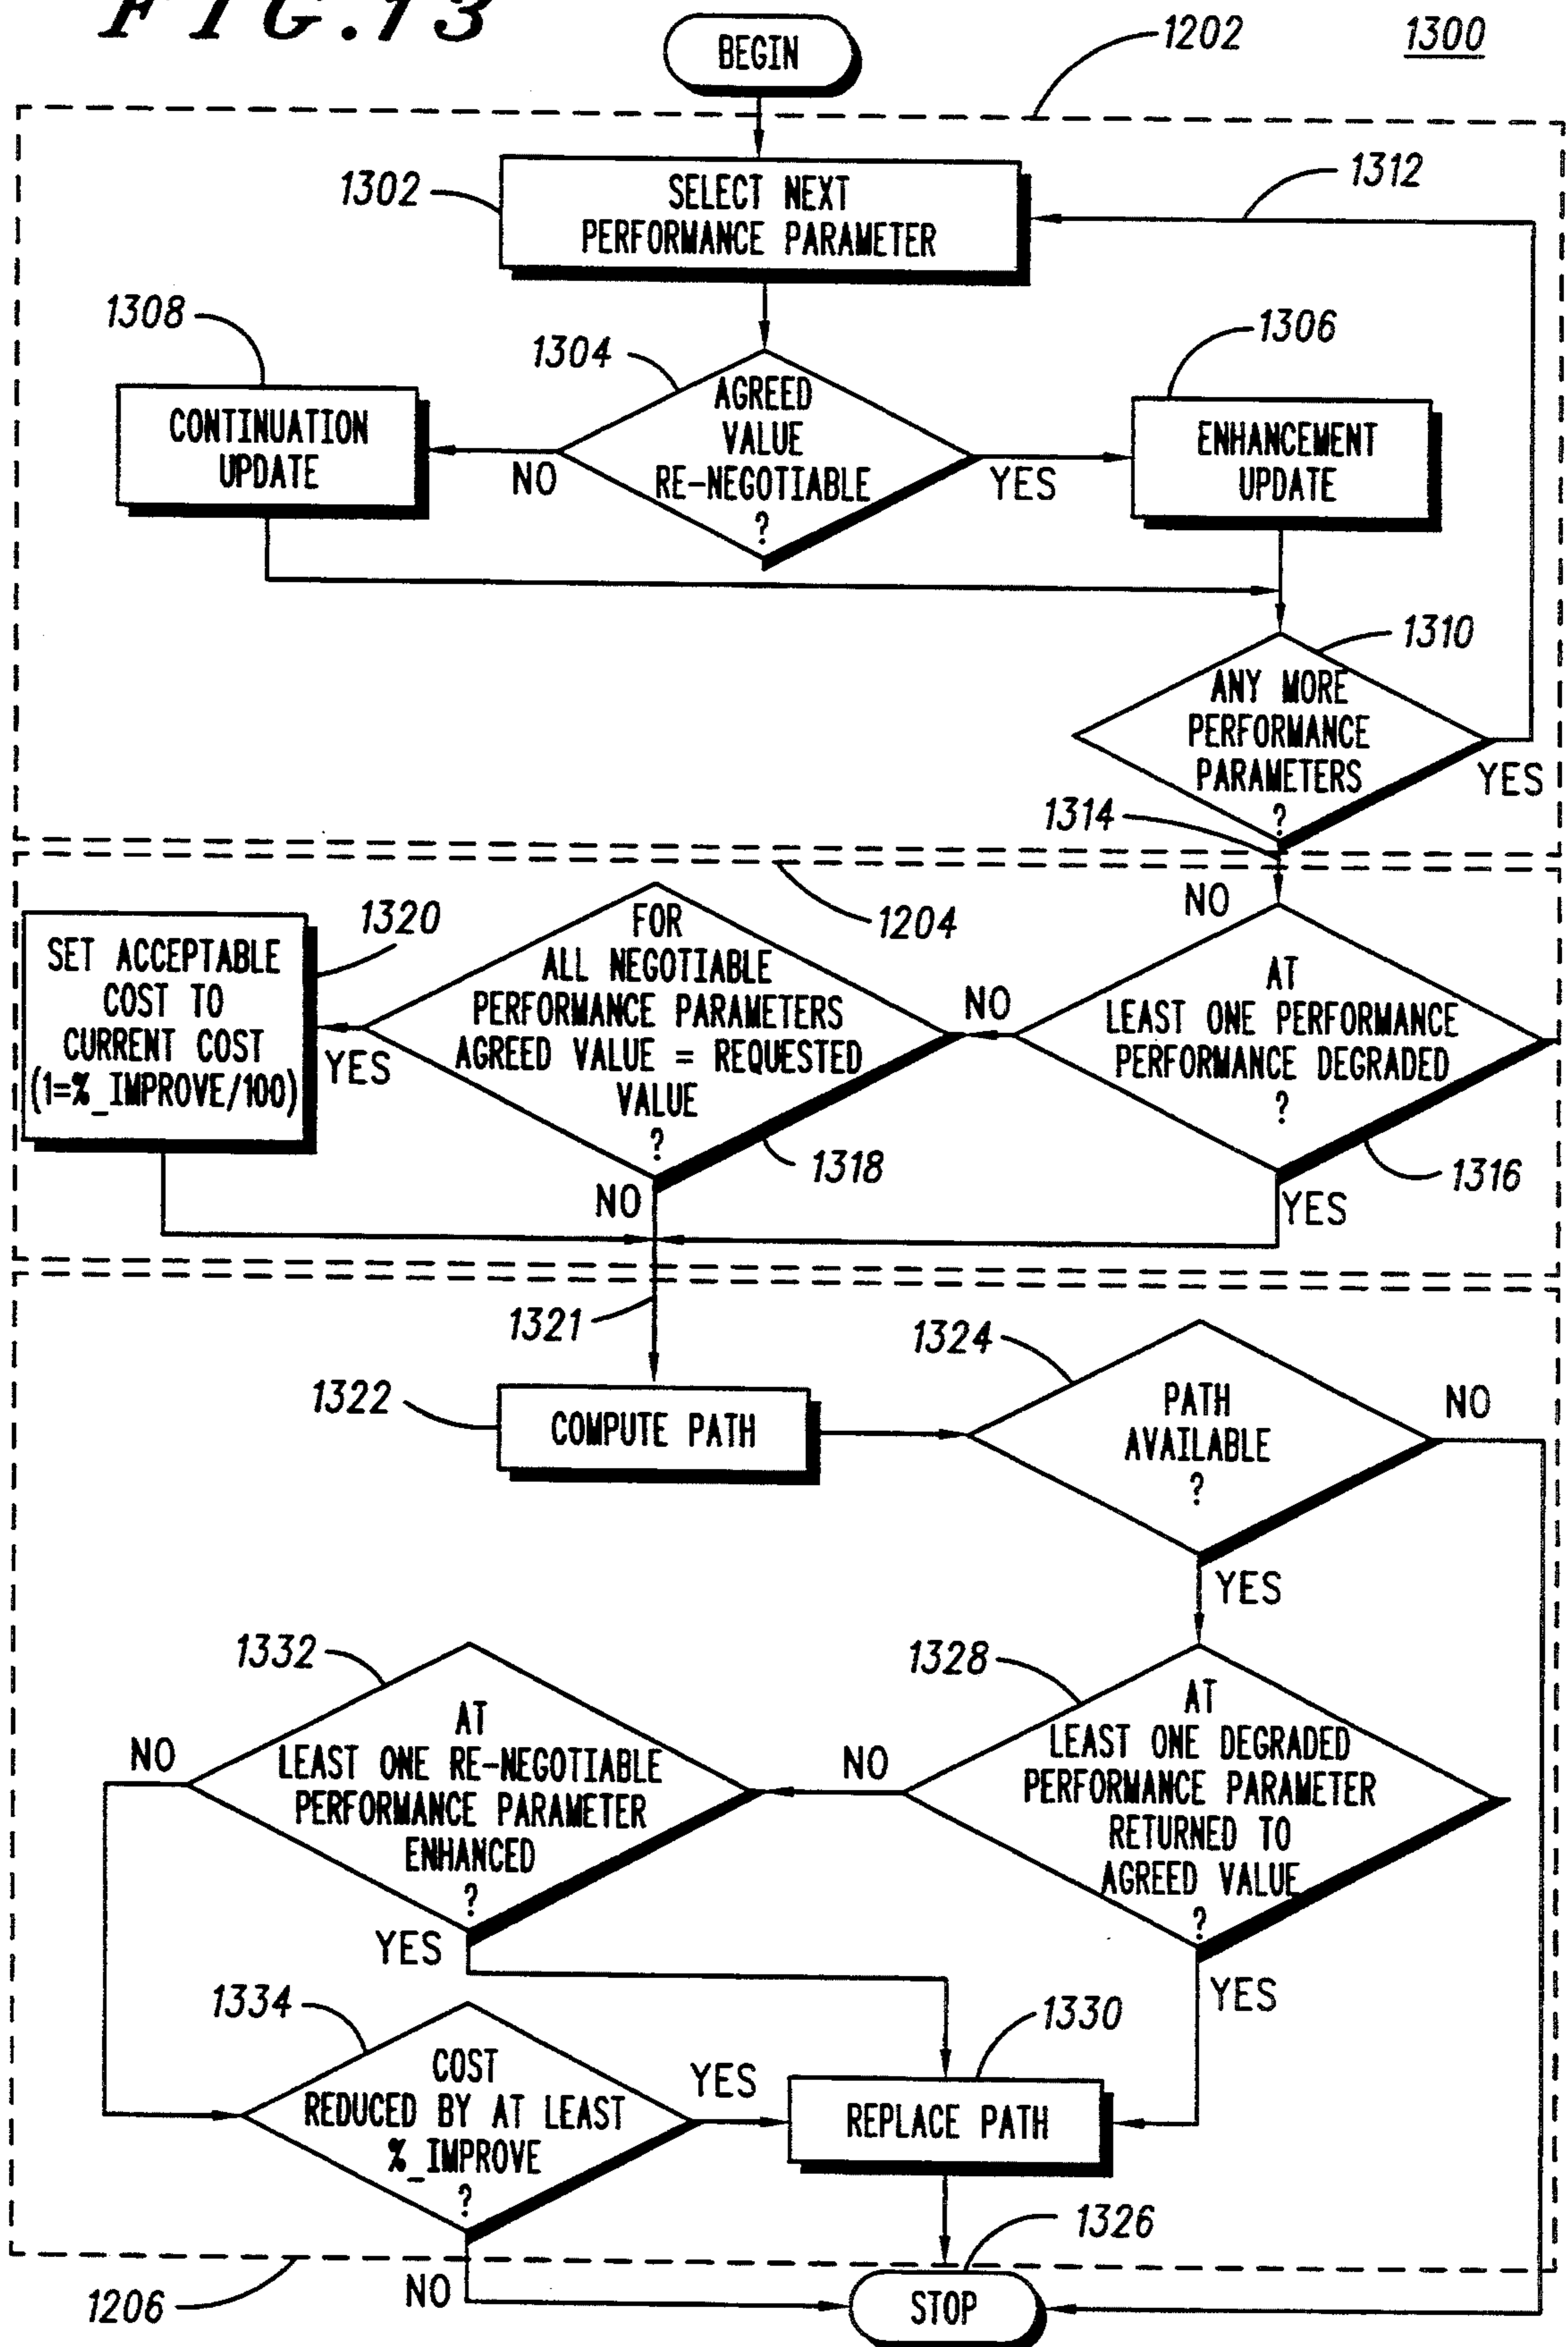 FIG.13
BEGIN
1202
1300
1302
SELECT NEXT
PERFORMANCE PARAMETER
1312
1308
1304
1306
CONTINUATION
UPDATE
NO
AGREED
VALUE
RE-NEGOTIABLE
?
YES
ENHANCEMENT
UPDATE
1310
ANY MORE
PERFORMANCE
PARAMETERS
?
YES
1314
NO
1204
1320
SET ACCEPTABLE
COST TO
CURRENT COST
(1=%_IMPROVE/100)
YES
FOR
ALL NEGOTIABLE
PERFORMANCE PARAMETERS
AGREED VALUE = REQUESTED
VALUE
?
NO
1318
NO
AT
LEAST ONE PERFORMANCE
PERFORMANCE DEGRADED
?
YES
1316
1321
1322
COMPUTE PATH
1324
PATH
AVAILABLE
?
NO
YES
1332
AT
LEAST ONE RE-NEGOTIABLE
PERFORMANCE PARAMETER
ENHANCED
?
NO
YES
NO
1328
AT
LEAST ONE DEGRADED
PERFORMANCE PARAMETER
RETURNED TO
AGREED VALUE
?
YES
1334
COST
REDUCED BY AT LEAST
%_IMPROVE
?
YES
1330
REPLACE PATH
1206
NO
1326
STOP